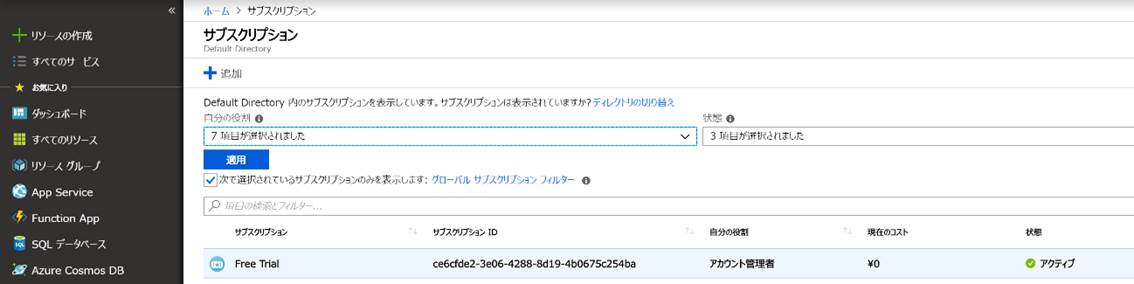 «
リソースの作成
すべてのサービス
お気に入り
ダッシュボード
すべてのリソース
リソース グループ
App Service
Function App
SQL データベース
Azure Cosmos DB
ホーム > サブスクリプション
サブスクリプション
Default Directory
追加
Default Directory 内のサブスクリプションを表示しています。サブスクリプションは表示されていますか? ディレクトリの切り替え
自分の役割 状態
7 項目が選択されました 3 項目が選択されました
適用
次で選択されているサブスクリプションのみを表示します: グローバル サブスクリプション フィルター
項目の検索とフィルター...
サブスクリプション サブスクリプション ID 自分の役割 現在のコスト 状態
Free Trial ce6cfde2-3e06-4288-8d19-4b0675c254ba アカウント管理者 ¥0 アクティブ